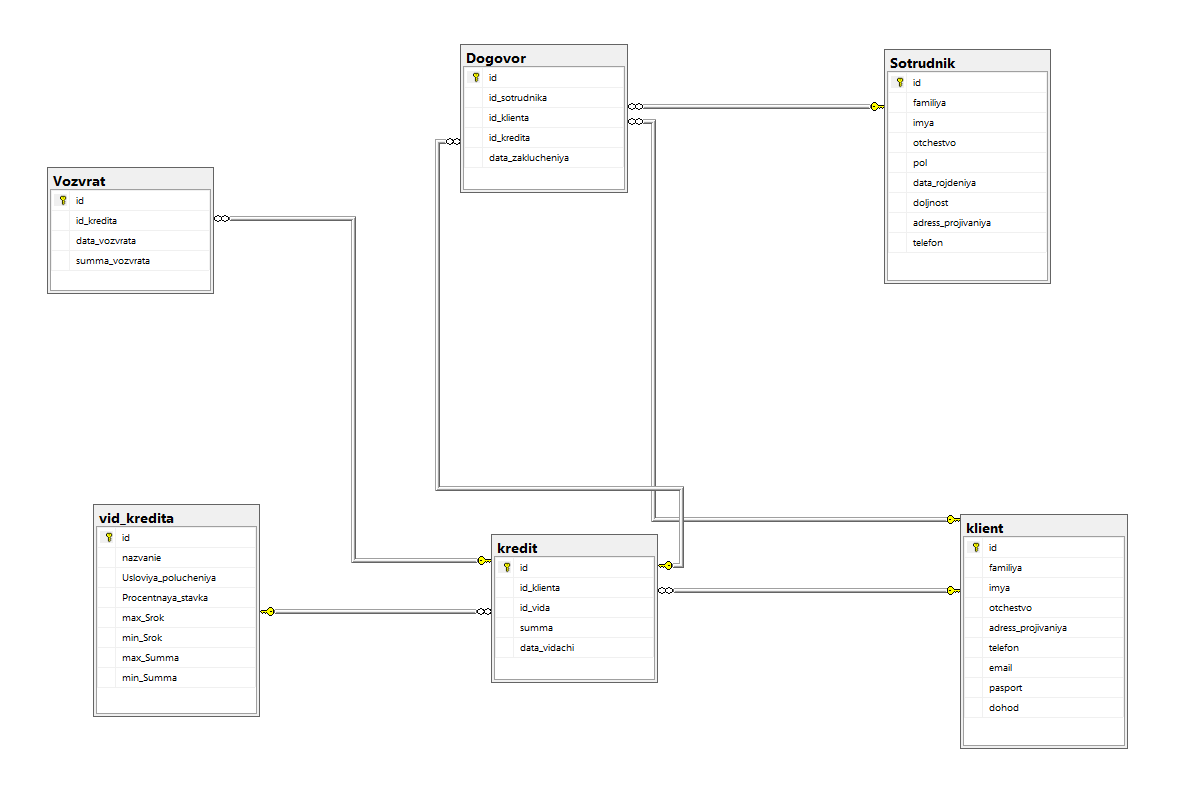 Dogovor
id
id_sotrudnika
id_klienta
id_kredita
data_zaklucheniya
Sotrudnik
id
familiya
imya
otchestvo
pol
data_rojdeniya
doljnost
adress_projivaniya
telefon
Vozvrat
id
id_kredita
data_vozvrata
summa_vozvrata
vid_kredita
id
nazvanie
Usloviya_polucheniya
Procentnaya_stavka
max_Srok
min_Srok
max_Summa
min_Summa
kredit
id
id_klienta
id_vida
summa
data_vidachi
klient
id
familiya
imya
otchestvo
adress_projivaniya
telefon
email
pasport
dohod